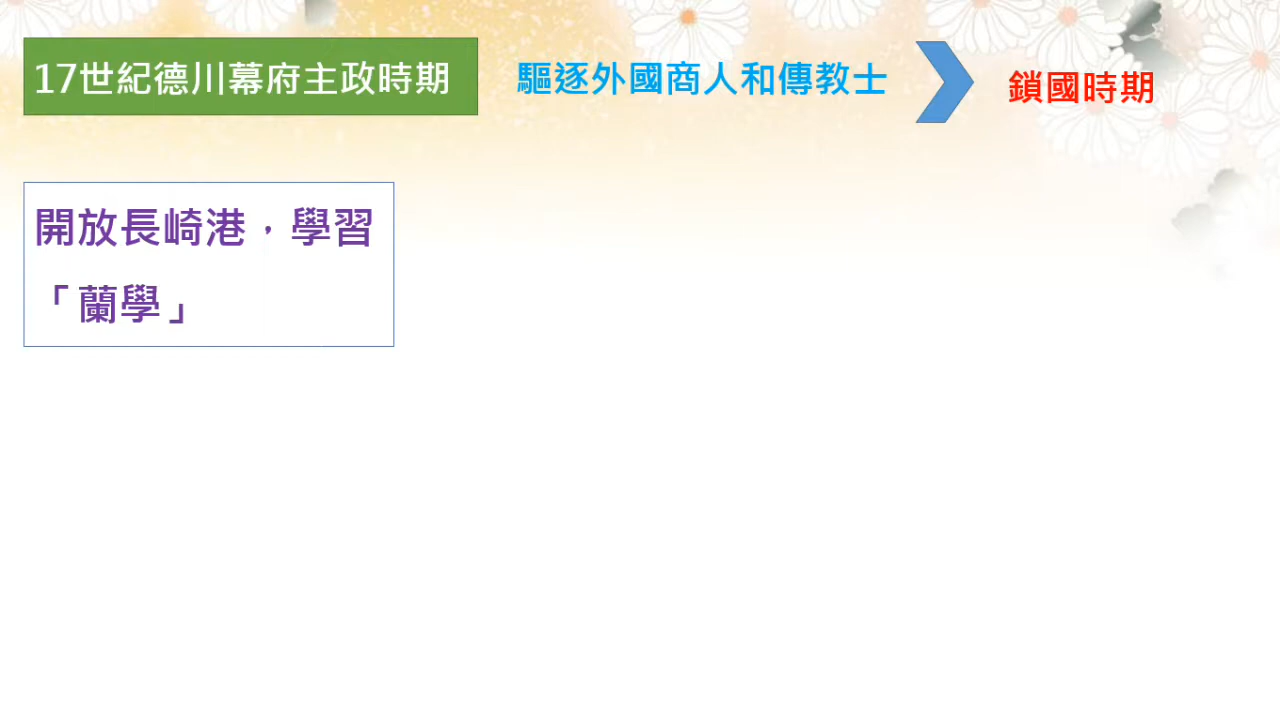 17世紀德川幕府主政時期
驅逐外國商人和傳教士
鎖國時期
開放長崎港，學習
「蘭學」